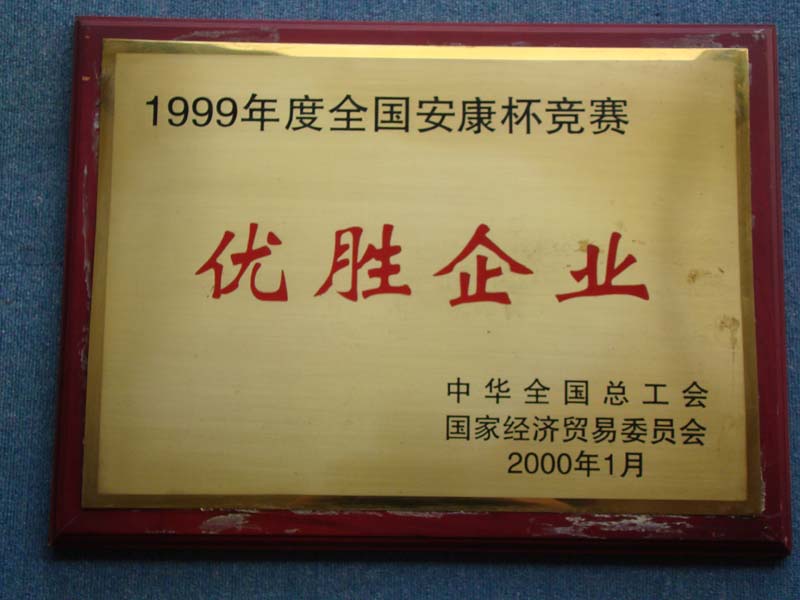 1999年度全国安康杯竞赛
优胜企业
中华全国总工会
国家经济贸易委员会
2000年1月